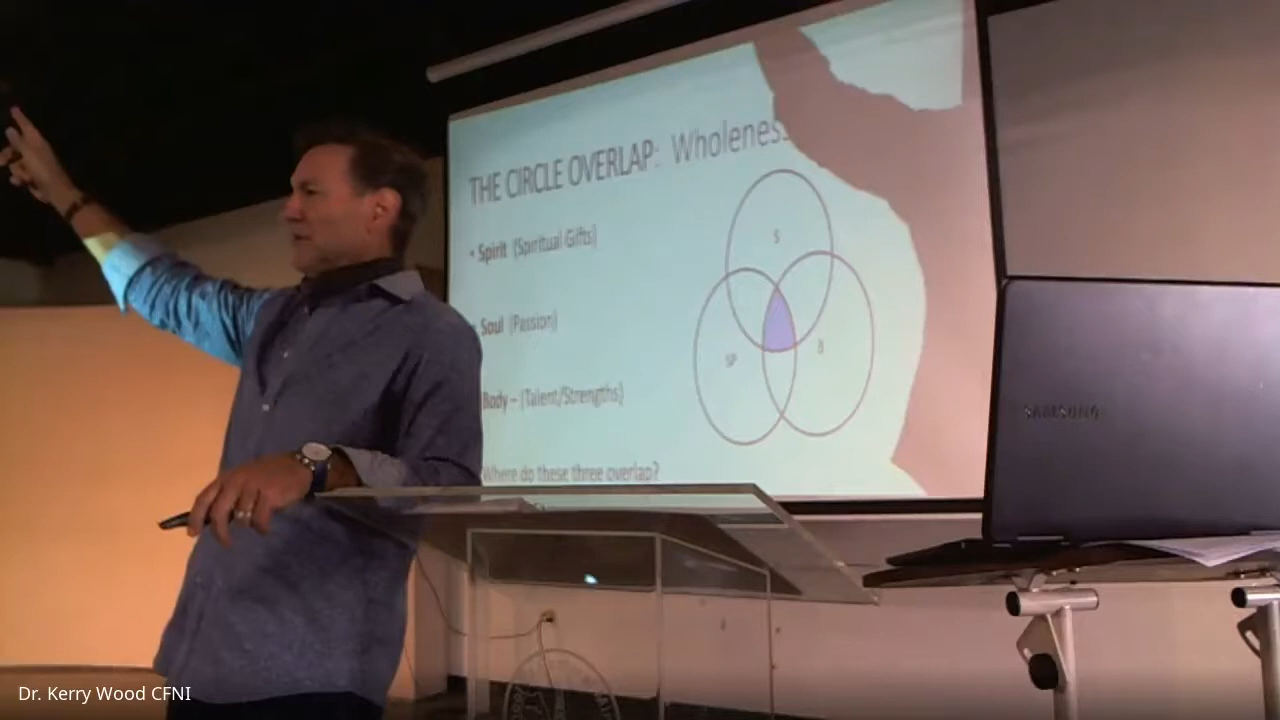 THE CIRCLE OVERLAP: Wholeness
• Spirit (Spiritual Gifts)
Soul (Passion)
Body – (Talent/Strengths)
Where do these three overlap?
S
SP
B
SAMSUNG
Dr. Kerry Wood CFNI